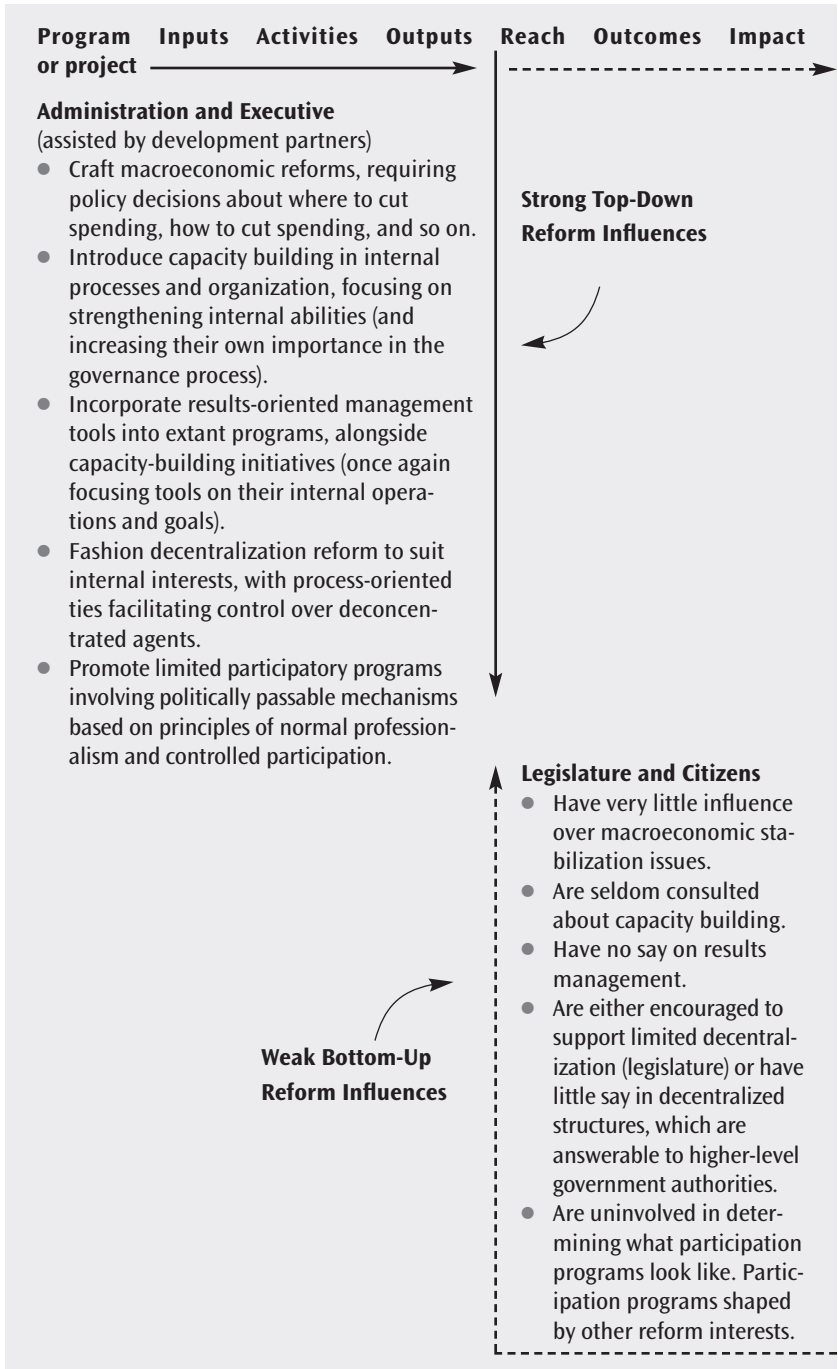 Program Inputs Activities Outputs Reach Outcomes Impact
or project
Administration and Executive
(assisted by development partners)
● Craft macroeconomic reforms, requiring
policy decisions about where to cut
spending, how to cut spending, and so on.
● Introduce capacity building in internal
processes and organization, focusing on
strengthening internal abilities (and
increasing their own importance in the
governance process).
● Incorporate results-oriented management
tools into extant programs, alongside
capacity-building initiatives (once again
focusing tools on their internal opera-
tions and goals).
● Fashion decentralization reform to suit
internal interests, with process-oriented
ties facilitating control over deconcen-
trated agents.
● Promote limited participatory programs
involving politically passable mechanisms
based on principles of normal profession-
alism and controlled participation.
Strong Top-Down
Reform Influences
Legislature and Citizens
● Have very little influence
over macroeconomic sta-
bilization issues.
● Are seldom consulted
about capacity building.
● Have no say on results
management.
● Are either encouraged to
support limited decentral-
ization (legislature) or have
little say in decentralized
structures, which are
answerable to higher-level
government authorities.
● Are uninvolved in deter-
mining what participation
programs look like. Partic-
ipation programs shaped
by other reform interests.
Weak Bottom-Up
Reform Influences